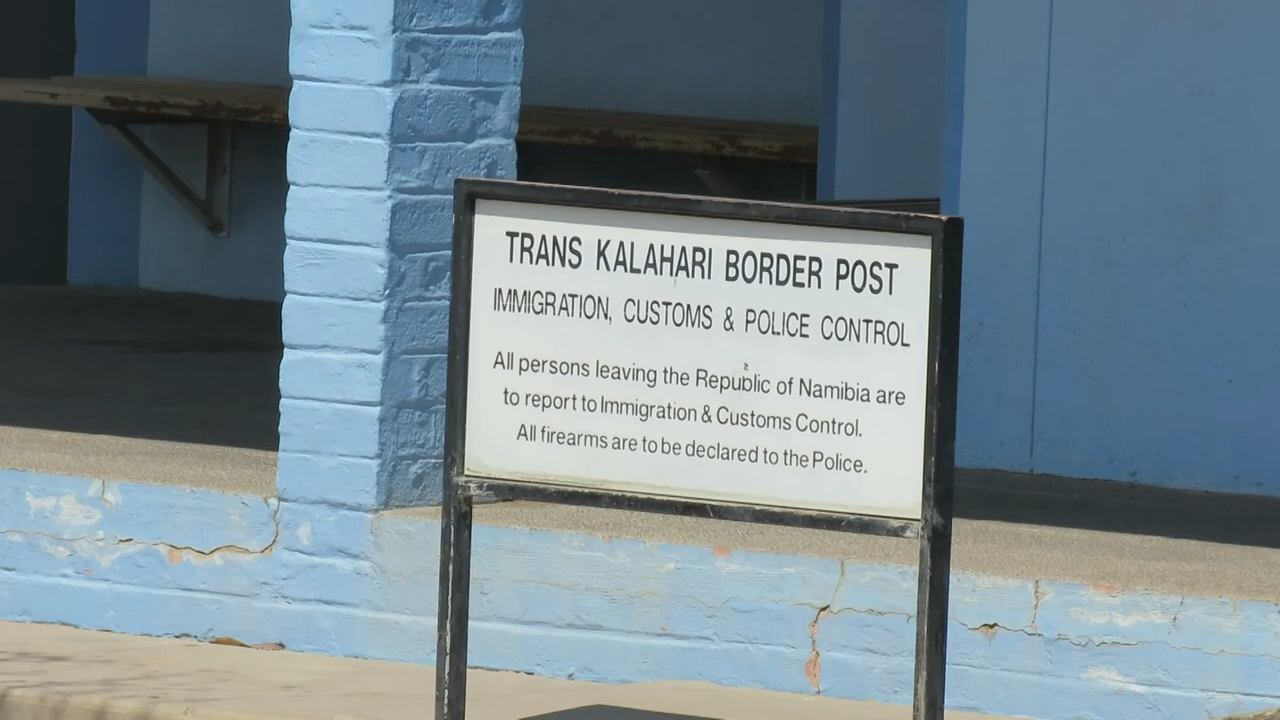 TRANS KALAHARI BORDER POST
IMMIGRATION, CUSTOMS & POLICE CONTROL
All persons leaving the Republic of Namibia are
to report to Immigration & Customs Control.
All firearms are to be declared to the Police.